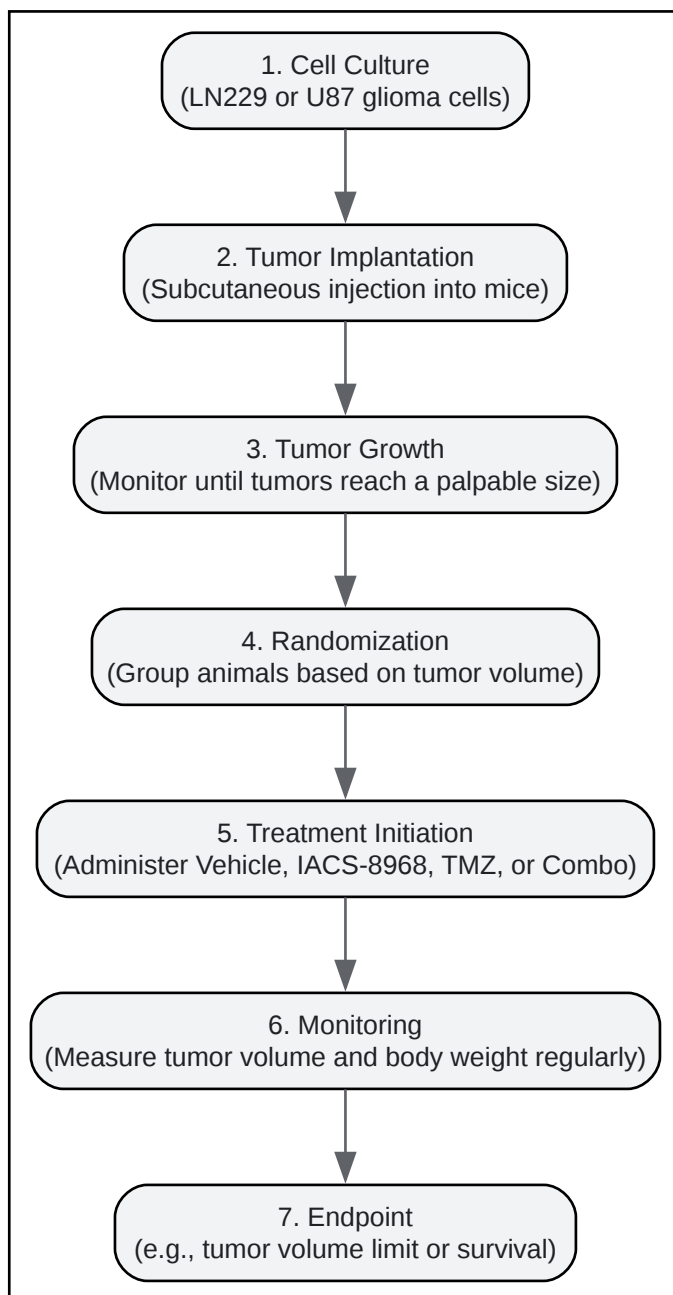 1. Cell Culture
(LN229 or U87 glioma cells)
2. Tumor Implantation
(Subcutaneous injection into mice)
3. Tumor Growth
(Monitor until tumors reach a palpable size)
4. Randomization
(Group animals based on tumor volume)
5. Treatment Initiation
(Administer Vehicle, IACS-8968, TMZ, or Combo)
6. Monitoring
(Measure tumor volume and body weight regularly)
7. Endpoint
(e.g., tumor volume limit or survival)